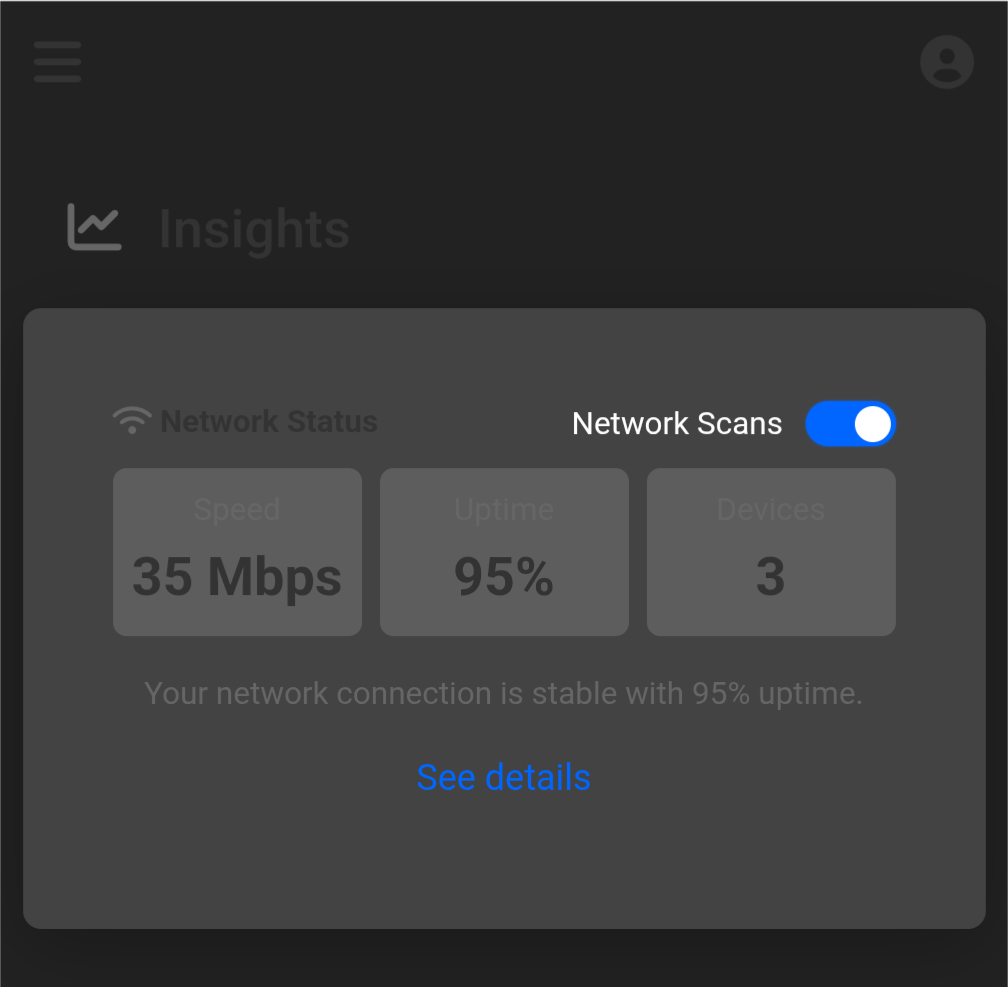 Insights
Network Status
Network Scans
Speed
Uptime
Devices
35 Mbps
95%
3
Your network connection is stable with 95% uptime.
See details